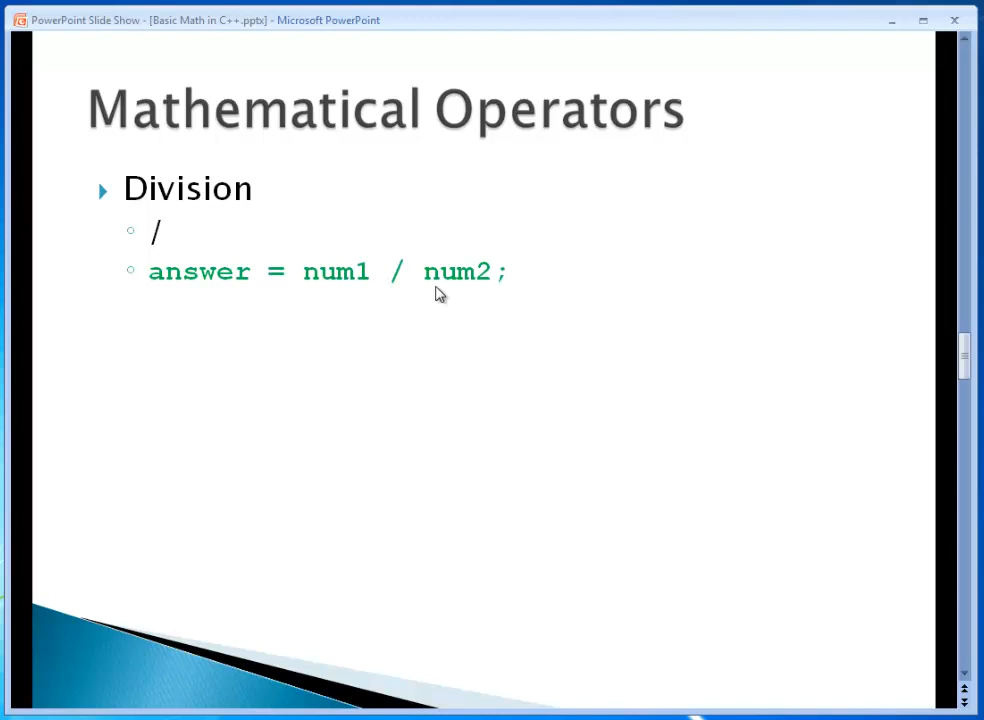 PowerPoint Slide Show - [Basic Math in C++.pptx] - Microsoft PowerPoint
Mathematical Operators
Division
/
answer = num1 / num2;